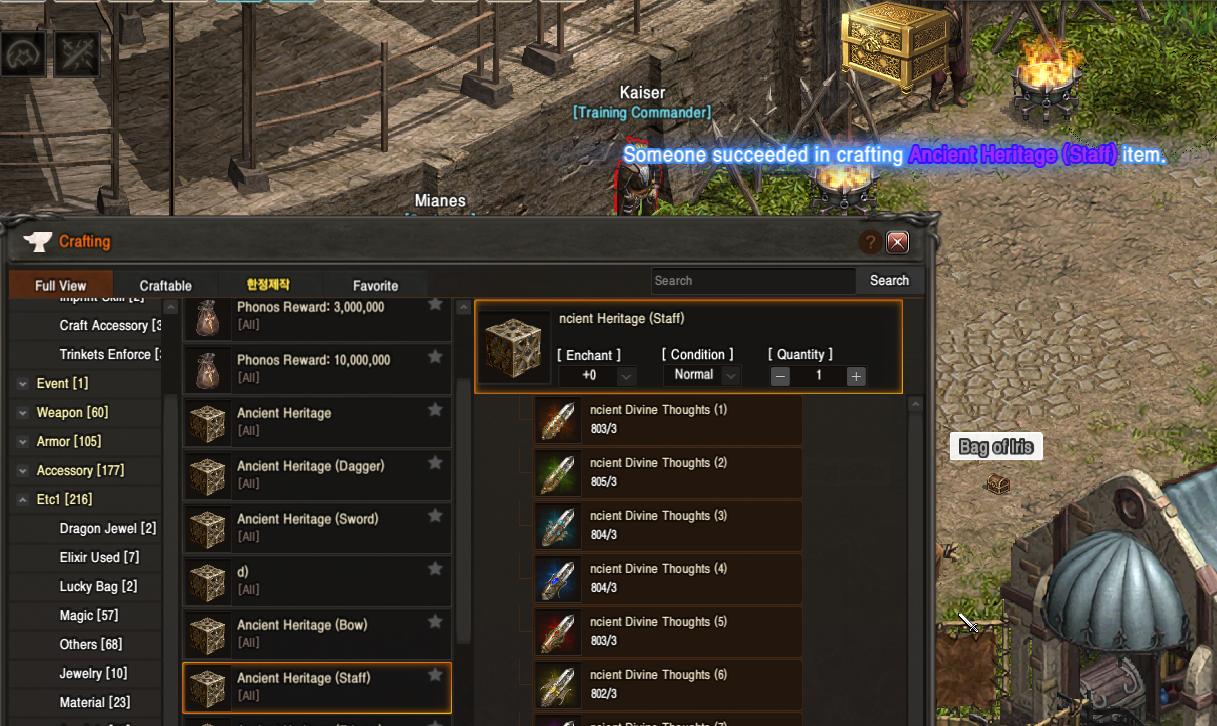 Kaiser
[Training Commander]
Someone succeeded in crafting Ancient Heritage (Staff) item.
Mianes
Crafting
?
Full View
Craftable
한정제작
Favorite
Search
Search
Imprint Skill [2]
Craft Accessory [3
Trinkets Enforce [
Event [1]
Weapon [60]
Armor [105]
Accessory [177]
Etc1 [216]
Dragon Jewel [2]
Elixir Used [7]
Lucky Bag [2]
Magic [57]
Others [68]
Jewelry [10]
Material [23]
Phonos Reward: 3,000,000
[All]
Phonos Reward: 10,000,000
[All]
Ancient Heritage
[All]
Ancient Heritage (Dagger)
[All]
Ancient Heritage (Sword)
[All]
d)
[All]
Ancient Heritage (Bow)
[All]
Ancient Heritage (Staff)
[All]
ncient Heritage (Staff)
[ Enchant ]
[ Condition ]
[ Quantity ]
+0
Normal
1
ncient Divine Thoughts (1)
803/3
ncient Divine Thoughts (2)
805/3
ncient Divine Thoughts (3)
804/3
ncient Divine Thoughts (4)
804/3
ncient Divine Thoughts (5)
803/3
ncient Divine Thoughts (6)
802/3
ncient Divine Thoughts (7)
Bag of Iris